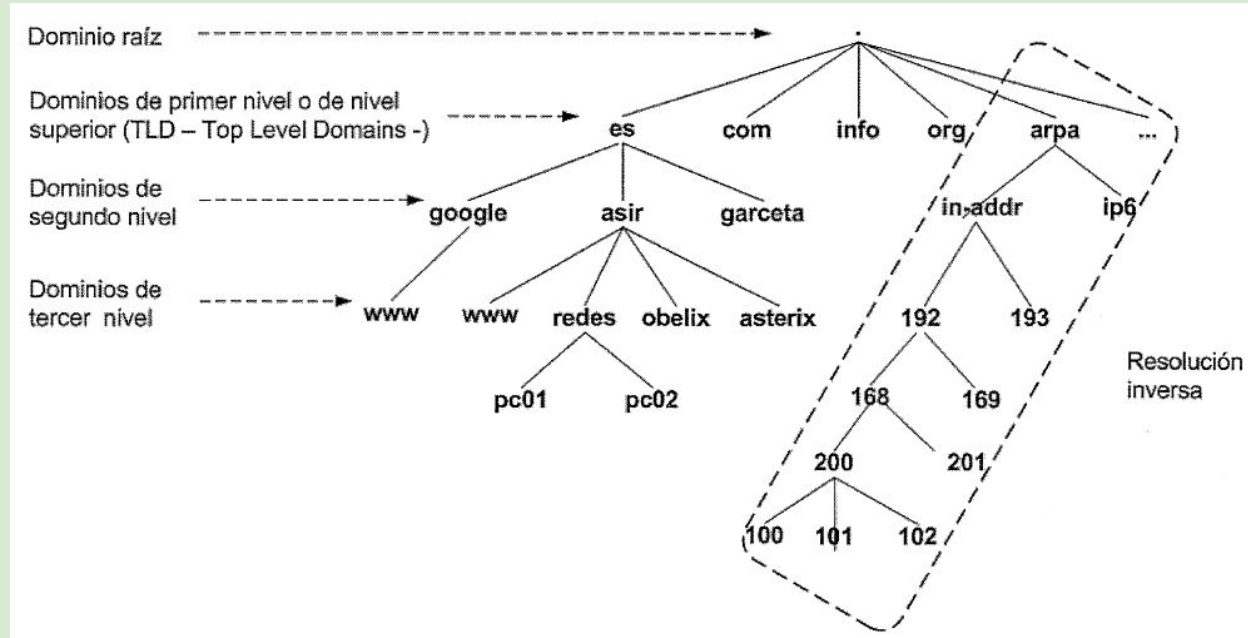 Dominio raíz
.
Dominios de primer nivel o de nivel
superior (TLD – Top Level Domains -)
es com info org arpa ...
Dominios de
segundo nivel
google asir garceta in-addr ip6
Dominios de
tercer nivel
www www redes obelix asterix 192 193
Resolución
inversa
pc01 pc02 168 169
200 201
100 101 102